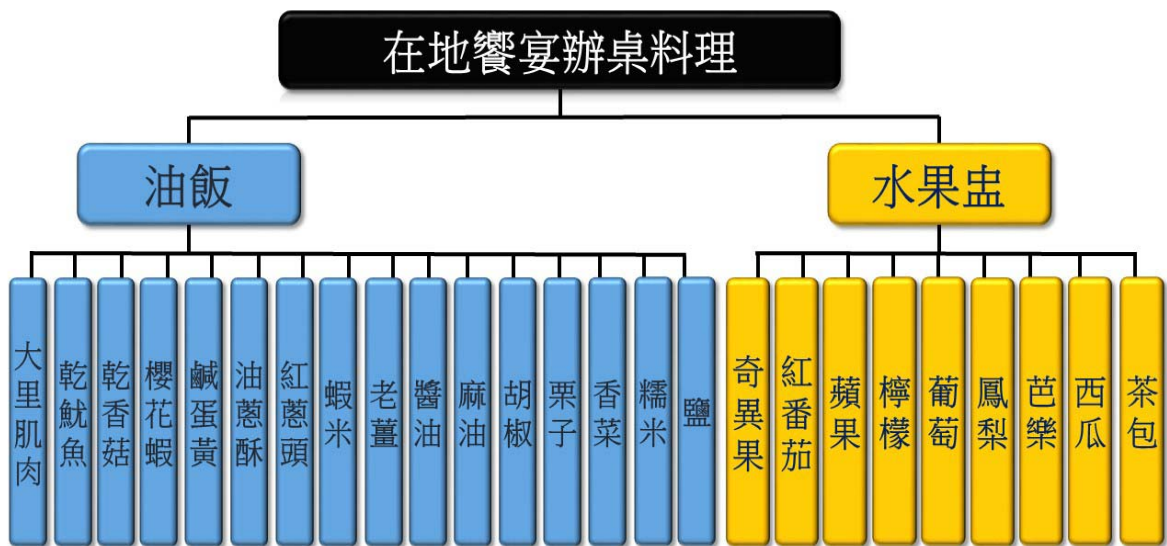 在地饗宴辦桌料理
油飯
水果盅
大里肌肉
乾魷魚
乾香菇
櫻花蝦
鹹蛋黃
油蔥酥
紅蔥頭
蝦米
老薑
醬油
麻油
胡椒
栗子
香菜
糯米
鹽
奇異果
紅番茄
蘋果
檸檬
葡萄
鳳梨
芭樂
西瓜
茶包